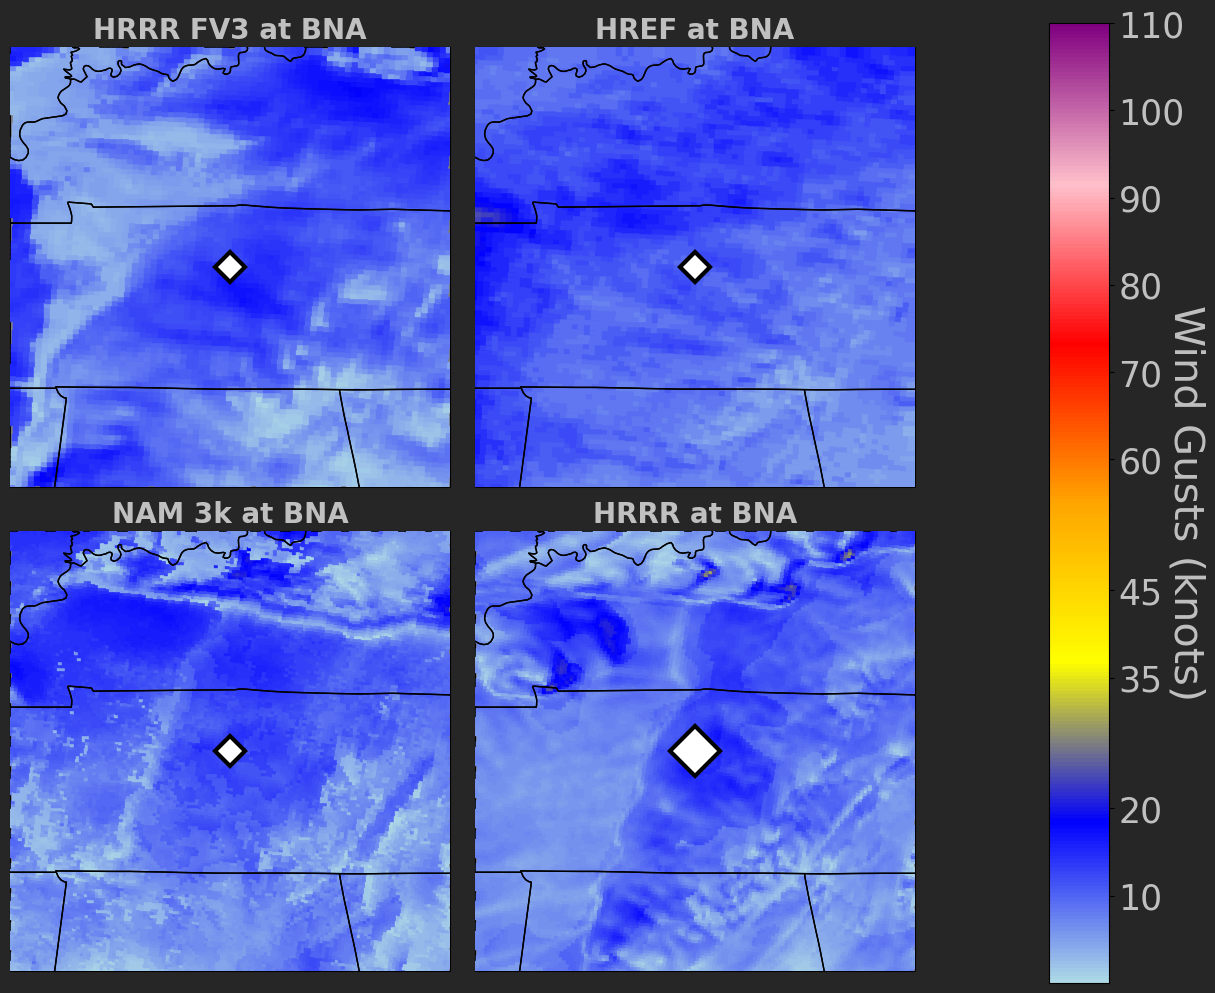 HRRR FV3 at BNA
HREF at BNA
NAM 3k at BNA
HRRR at BNA
110
100
90
80
70
60
45
35
20
10
Wind Gusts (knots)